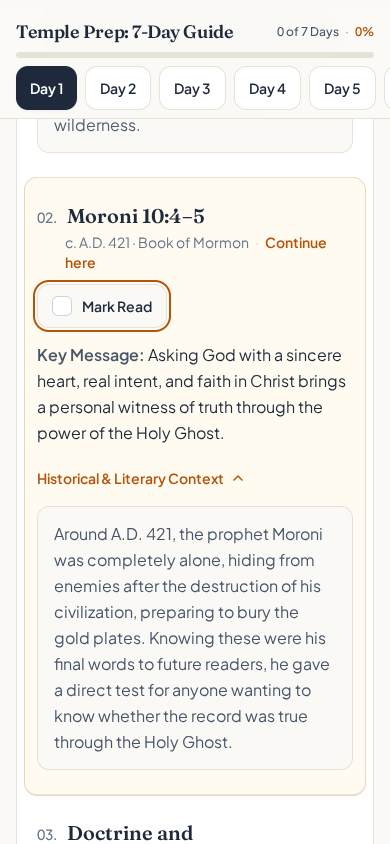 Temple Prep: 7-Day Guide
0 of 7 Days · 0%
Day 1
Day 2
Day 3
Day 4
Day 5
wilderness.
02. Moroni 10:4–5
c. A.D. 421 · Book of Mormon · Continue
here
Mark Read
Key Message: Asking God with a sincere
heart, real intent, and faith in Christ brings
a personal witness of truth through the
power of the Holy Ghost.
Historical & Literary Context
Around A.D. 421, the prophet Moroni
was completely alone, hiding from
enemies after the destruction of his
civilization, preparing to bury the
gold plates. Knowing these were his
final words to future readers, he gave
a direct test for anyone wanting to
know whether the record was true
through the Holy Ghost.
03. Doctrine and